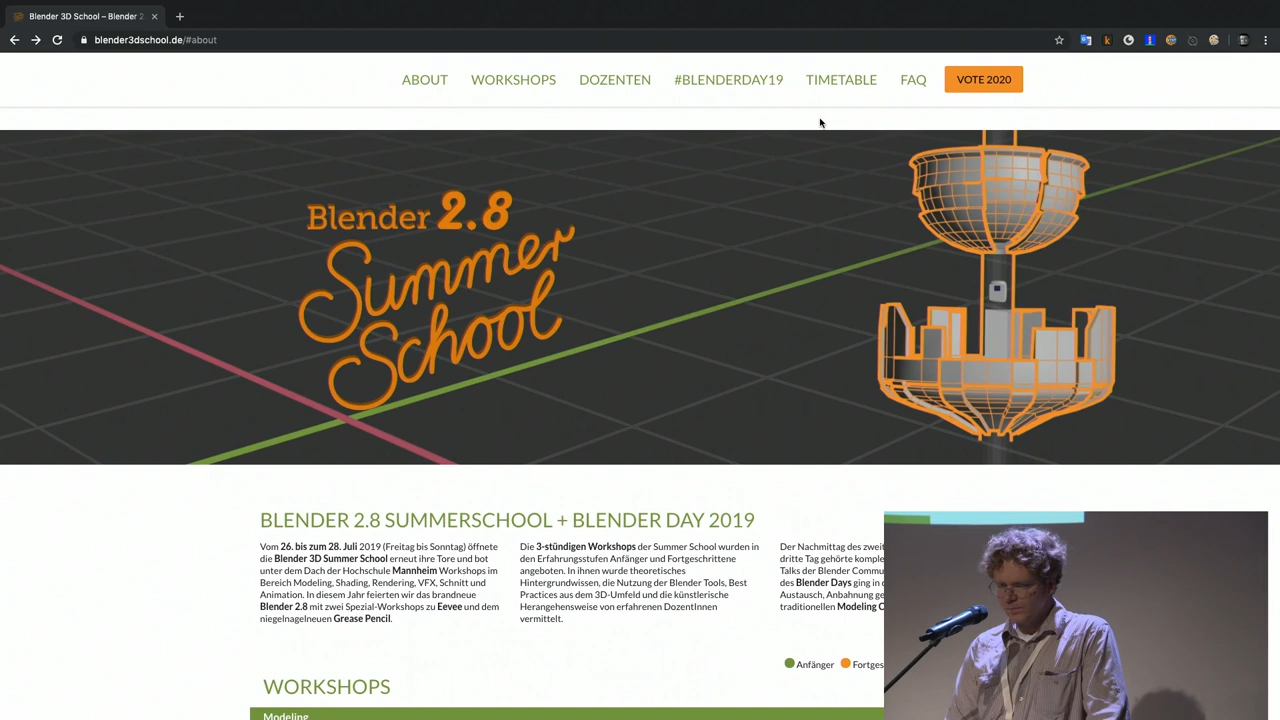 Blender 3D School – Blender 2
blender3dschool.de/#about
ABOUT WORKSHOPS DOZENTEN #BLENDERDAY19 TIMETABLE FAQ VOTE 2020
Blender 2.8
Summer
School
BLENDER 2.8 SUMMERSCHOOL + BLENDER DAY 2019
Vom 26. bis zum 28. Juli 2019 (Freitag bis Sonntag) öffnete
die Blender 3D Summer School erneut ihre Tore und bot
unter dem Dach der Hochschule Mannheim Workshops im
Bereich Modeling, Shading, Rendering, VFX, Schnitt und
Animation. In diesem Jahr feierten wir das brandneue
Blender 2.8 mit zwei Spezial-Workshops zu Eevee und dem
niegelnagelneuen Grease Pencil.
Die 3-stündigen Workshops der Summer School wurden in
den Erfahrungsstufen Anfänger und Fortgeschrittene
angeboten. In ihnen wurde theoretisches
Hintergrundwissen, die Nutzung der Blender Tools, Best
Practices aus dem 3D-Umfeld und die künstlerische
Herangehensweise von erfahrenen DozentInnen
vermittelt.
Der Nachmittag des zweit
dritte Tag gehörte komple
Talks der Blender Commu
des Blender Days ging in d
Austausch, Anbahnung ge
traditionellen Modeling C
Anfänger Fortges
WORKSHOPS
Modeling